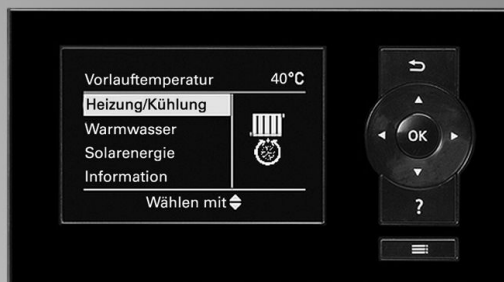 Vorlauftemperatur 40°C
Heizung/Kühlung
Warmwasser
Solarenergie
Information
Wählen mit
OK
?